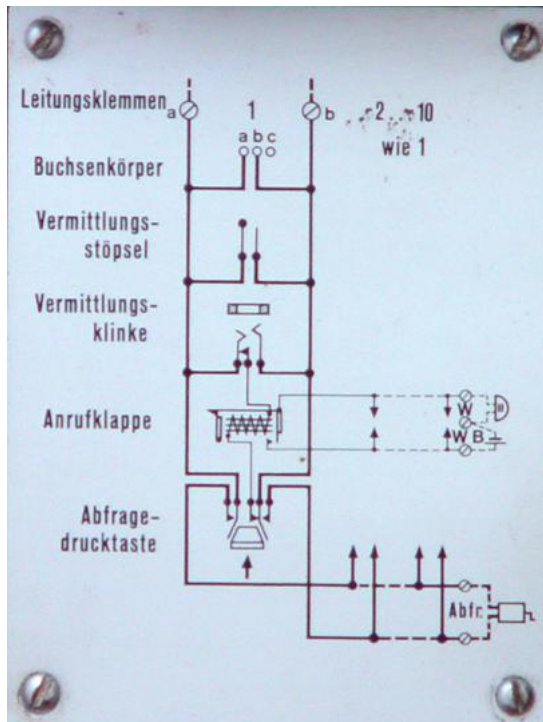 Leitungsklemmen a 1 b 2 10
wie 1
a b c
Buchsenkörper
Vermittlungs-
stöpsel
Vermittlungs-
klinke
Anrufklappe
W
W B
Abfrage-
drucktaste
Abfr.